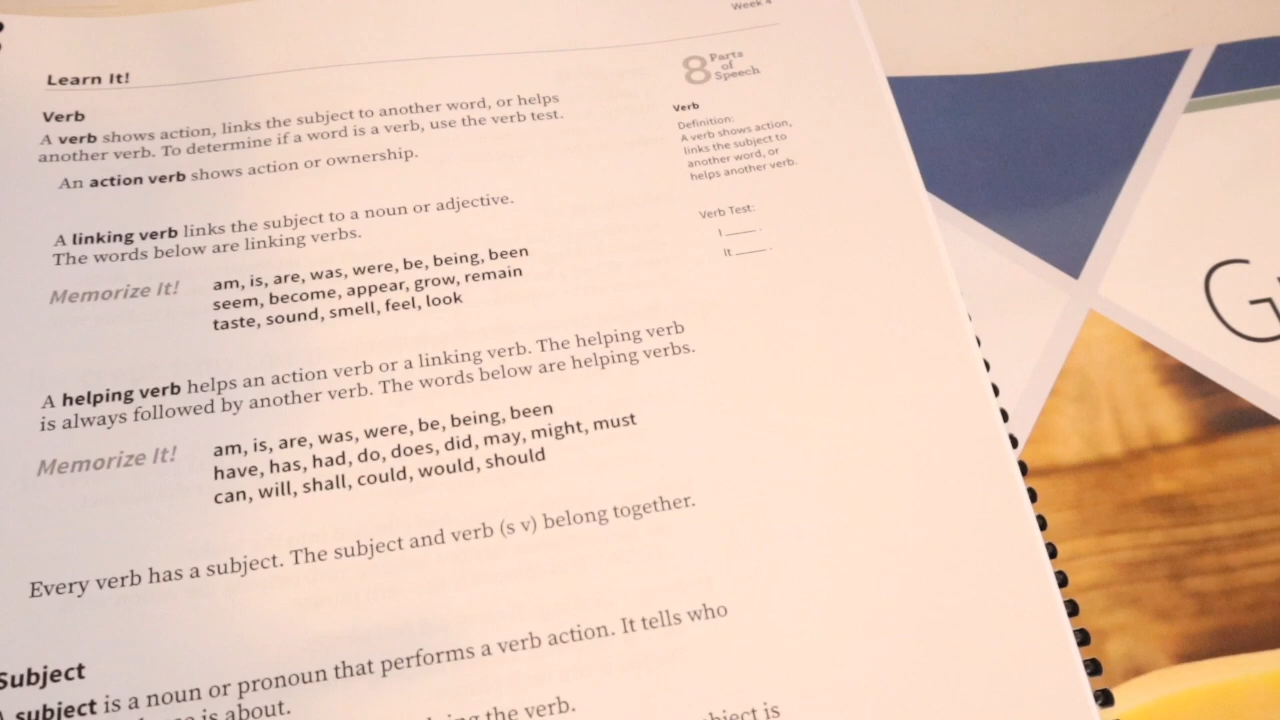 Week 4
Learn It!
8 Parts
of
Speech
Verb
A verb shows action, links the subject to another word, or helps
another verb. To determine if a word is a verb, use the verb test.
An action verb shows action or ownership.
A linking verb links the subject to a noun or adjective.
The words below are linking verbs.
Memorize It!
am, is, are, was, were, be, being, been
seem, become, appear, grow, remain
taste, sound, smell, feel, look
A helping verb helps an action verb or a linking verb. The helping verb
is always followed by another verb. The words below are helping verbs.
Memorize It!
am, is, are, was, were, be, being, been
have, has, had, do, does, did, may, might, must
can, will, shall, could, would, should
Every verb has a subject. The subject and verb (s v) belong together.
Subject
subject is a noun or pronoun that performs a verb action. It tells who
is about.
the verb.
is
Verb
Definition:
A verb shows action,
links the subject to
another word, or
helps another verb.
Verb Test:
I ____.
It ____.
G